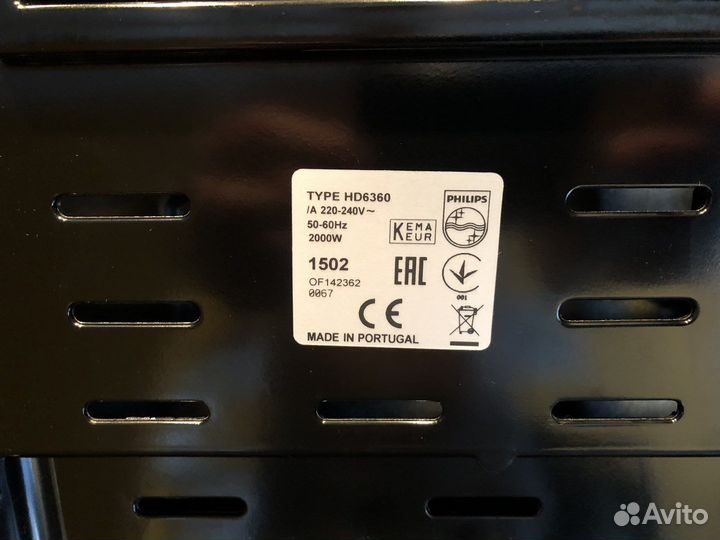 TYPE HD6360
/A 220-240V~
50-60Hz
2000W
1502
OF142362
0067
KEMA
EUR
PHILIPS
EAC
001
CE
MADE IN PORTUGAL
Avito